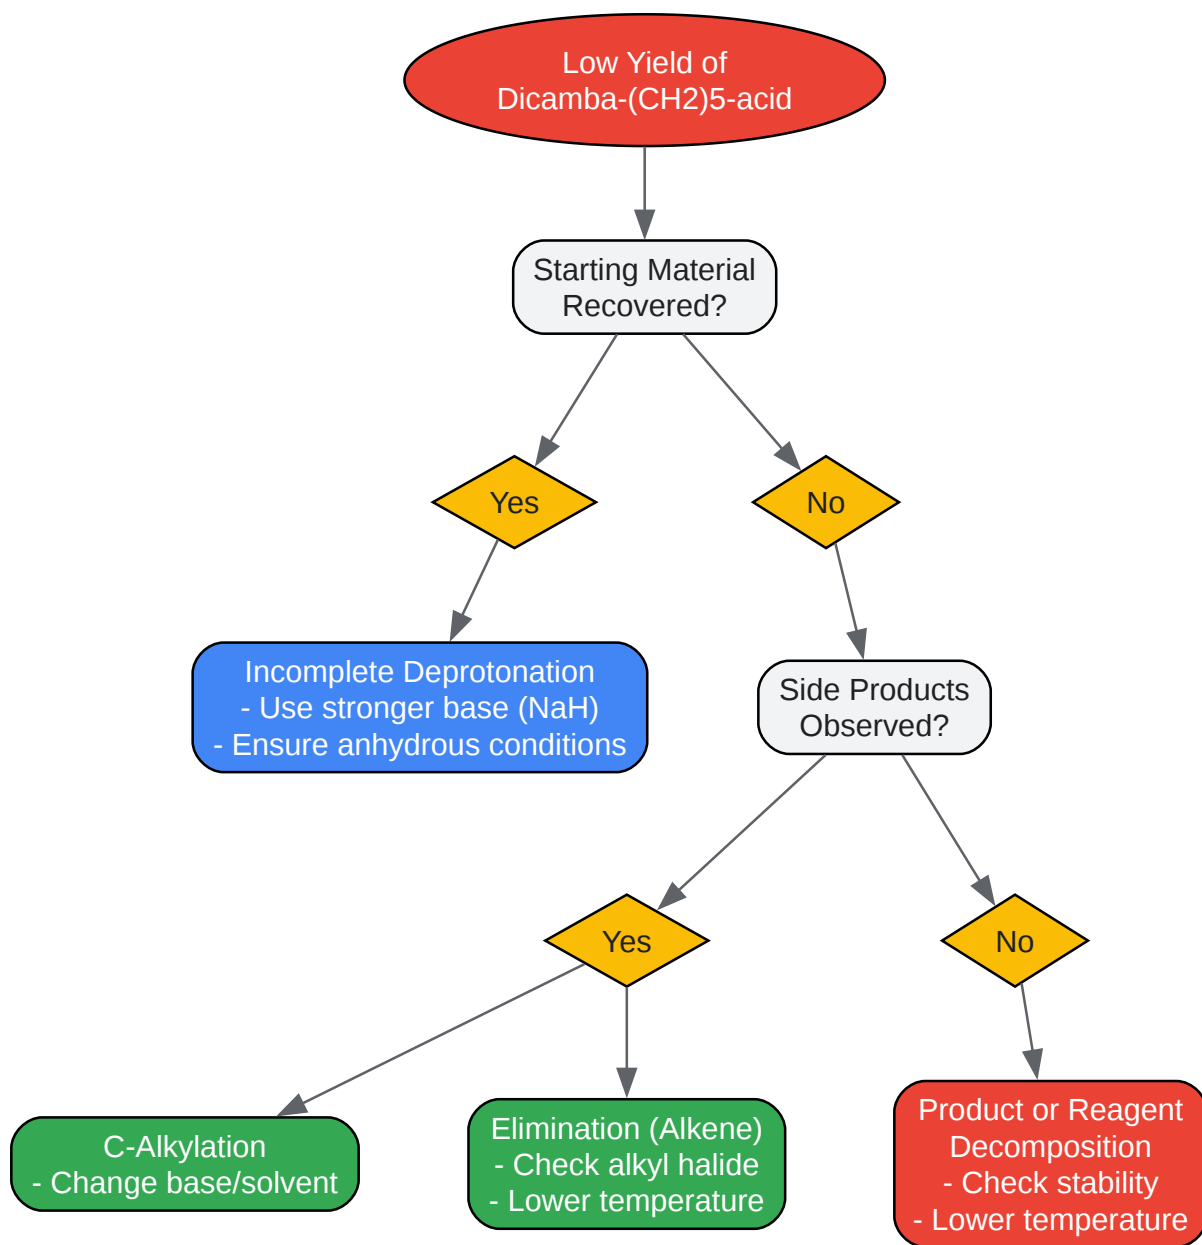 Low Yield of
Dicamba-(CH2)5-acid
Starting Material
Recovered?
Yes
No
Incomplete Deprotonation
- Use stronger base (NaH)
- Ensure anhydrous conditions
Side Products
Observed?
Yes
No
C-Alkylation
- Change base/solvent
Elimination (Alkene)
- Check alkyl halide
- Lower temperature
Product or Reagent
Decomposition
- Check stability
- Lower temperature